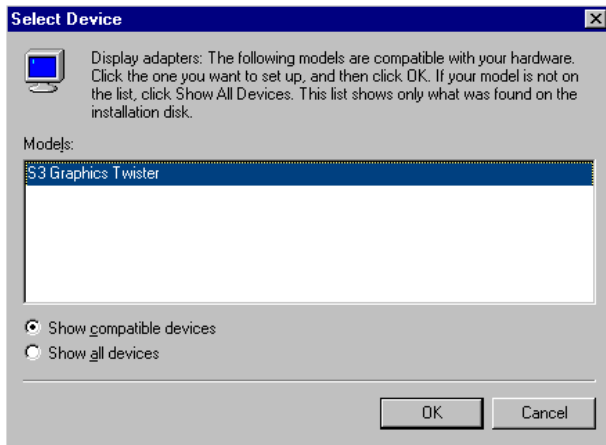 Select Device
Display adapters: The following models are compatible with your hardware.
Click the one you want to set up, and then click OK. If your model is not on
the list, click Show All Devices. This list shows only what was found on the
installation disk.
Models:
S3 Graphics Twister
Show compatible devices
Show all devices
OK
Cancel